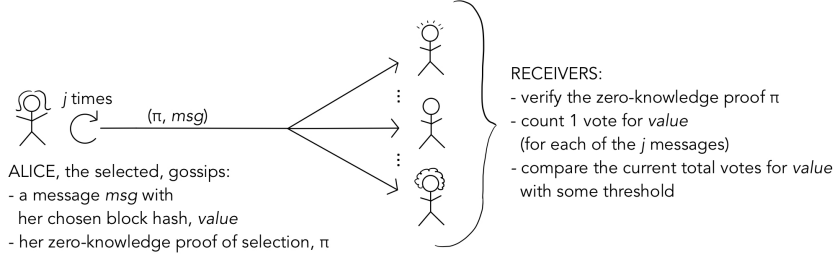 j times
(π, msg)
...
...
ALICE, the selected, gossips:
- a message msg with
her chosen block hash, value
- her zero-knowledge proof of selection, π
RECEIVERS:
- verify the zero-knowledge proof π
- count 1 vote for value
(for each of the j messages)
- compare the current total votes for value
with some threshold